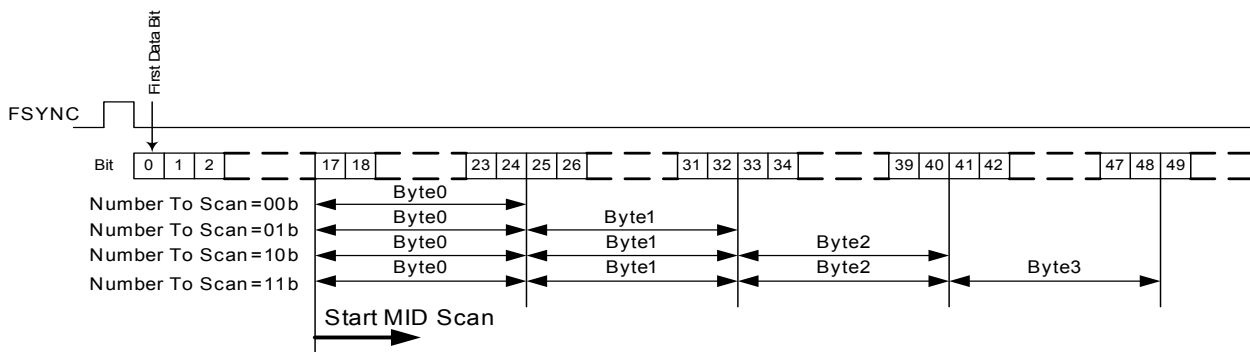 First Data Bit
FSYNC
Bit 0 1 2 17 18 23 24 25 26 31 32 33 34 39 40 41 42 47 48 49
Number To Scan=00b Byte0
Number To Scan=01b Byte0 Byte1
Number To Scan=10b Byte0 Byte1 Byte2
Number To Scan=11b Byte0 Byte1 Byte2 Byte3
Start MID Scan